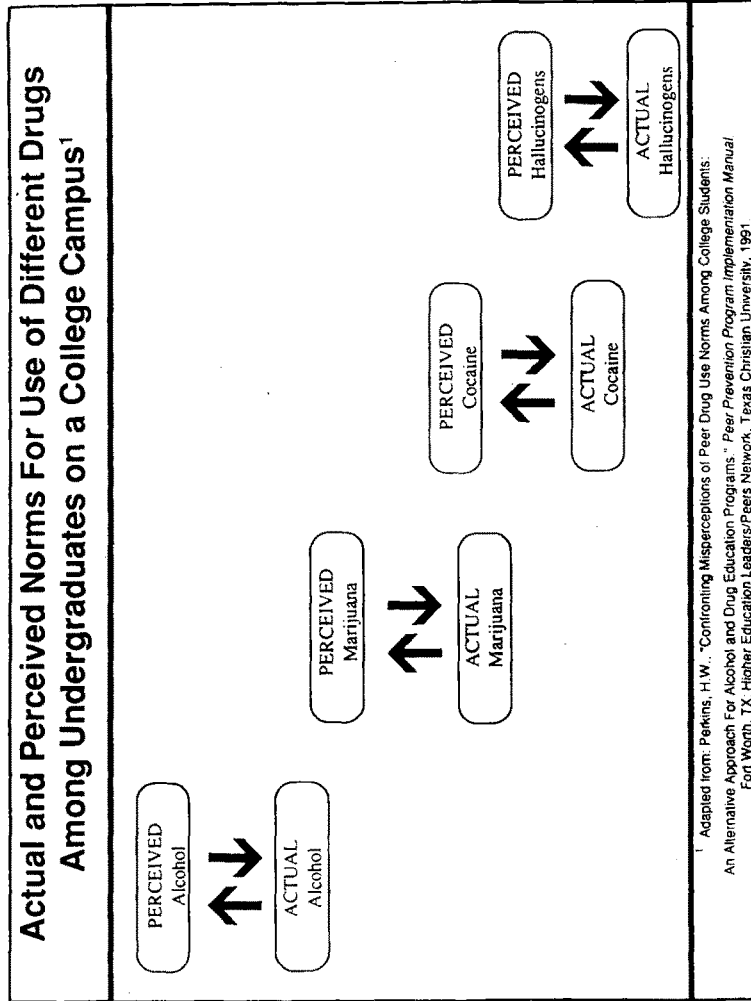 Actual and Perceived Norms For Use of Different Drugs
Among Undergraduates on a College Campus¹
PERCEIVED
Alcohol
ACTUAL
Alcohol
PERCEIVED
Marijuana
ACTUAL
Marijuana
PERCEIVED
Cocaine
ACTUAL
Cocaine
PERCEIVED
Hallucinogens
ACTUAL
Hallucinogens
¹ Adapted from: Perkins, H.W., "Confronting Misperceptions of Peer Drug Use Norms Among College Students:
An Alternative Approach For Alcohol and Drug Education Programs." Peer Prevention Program Implementation Manual.
Fort Worth, TX: Higher Education Leaders/Peers Network, Texas Christian University, 1991.